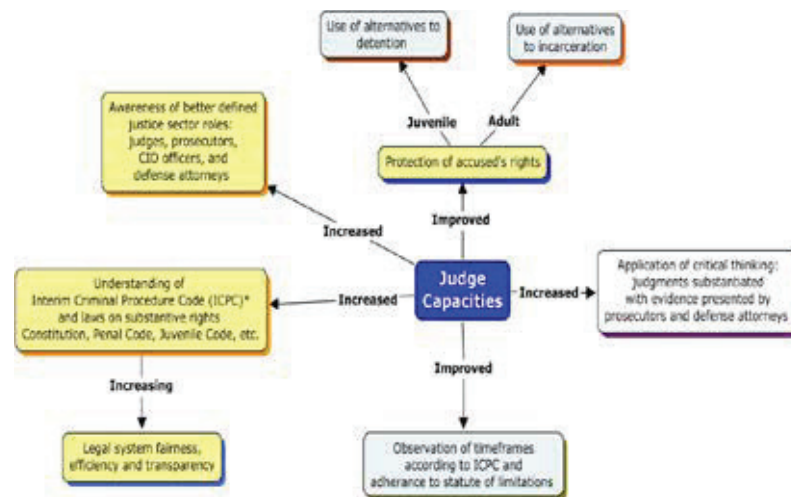 Use of alternatives to
detention
Use of alternatives
to incarceration
Juvenile
Adult
Awareness of better defined
justice sector roles:
judges, prosecutors,
CID officers, and
defense attorneys
Protection of accused's rights
Increased
Improved
Understanding of
Interim Criminal Procedure Code (ICPC)*
and laws on substantive rights
Constitution, Penal Code, Juvenile Code, etc.
Increased
Judge
Capacities
Increased
Application of critical thinking:
judgments substantiated
with evidence presented by
prosecutors and defense attorneys
Increasing
Improved
Legal system fairness,
efficiency and transparency
Observation of timeframes
according to ICPC and
adherance to statute of limitations